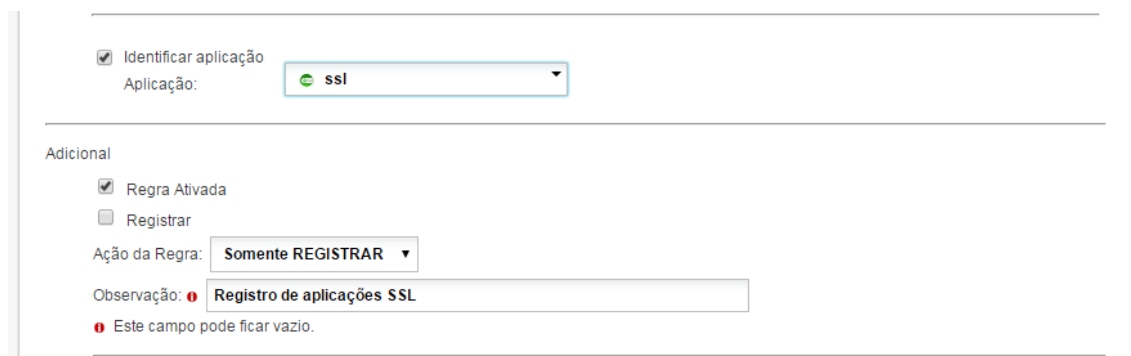 Identificar aplicação
Aplicação: ssl
Adicional
Regra Ativada
Registrar
Ação da Regra: Somente REGISTRAR
Observação: Registro de aplicações SSL
Este campo pode ficar vazio.